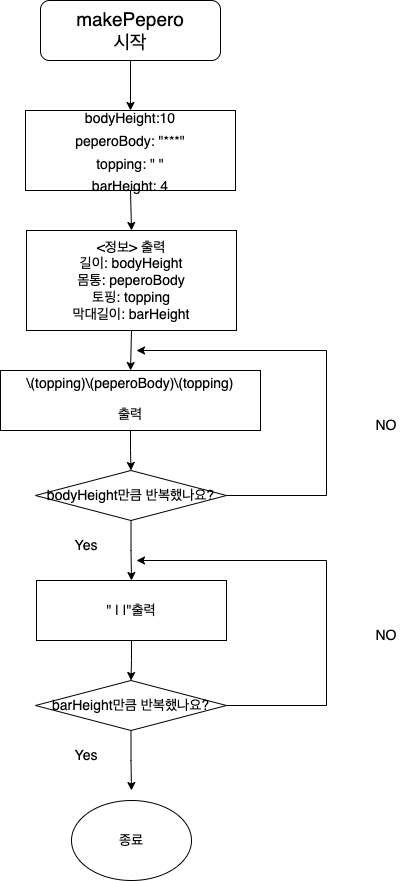 makePepero
시작
bodyHeight:10
peperoBody: "***"
topping: " "
barHeight: 4
<정보> 출력
길이: bodyHeight
몸통: peperoBody
토핑: topping
막대길이: barHeight
\(topping)\(peperoBody)\(topping)
출력
NO
bodyHeight만큼 반복했나요?
Yes
" | |"출력
NO
barHeight만큼 반복했나요?
Yes
종료